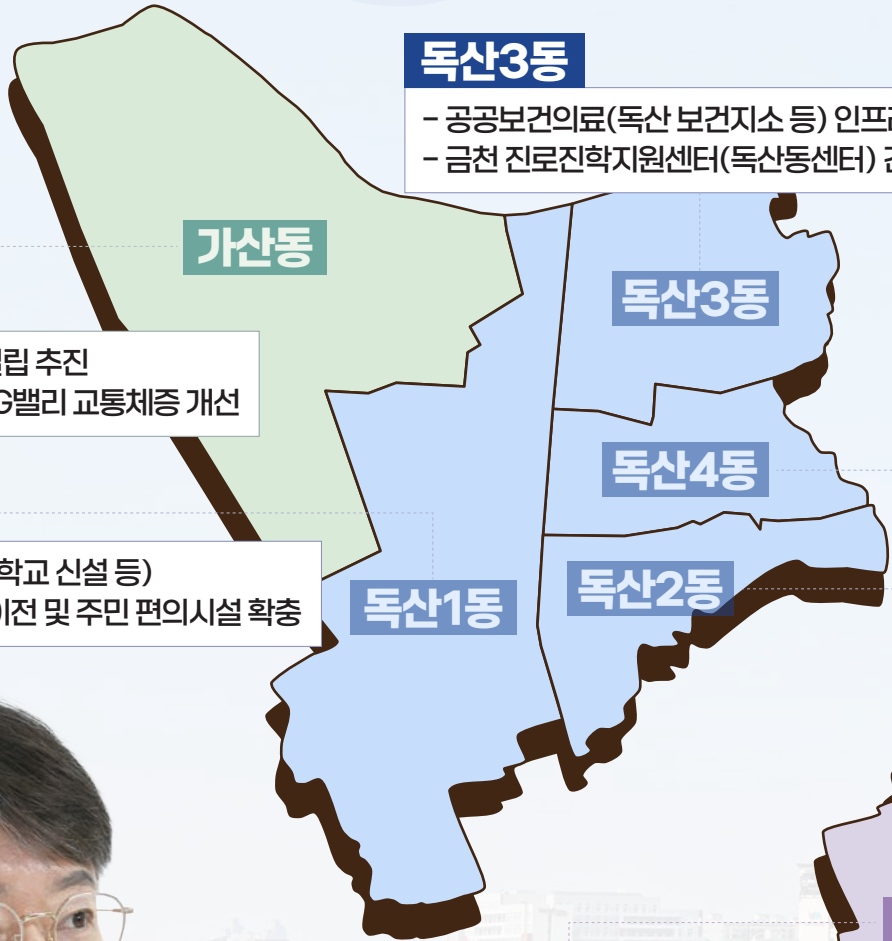 독산3동
- 공공보건의료(독산 보건지소 등)
- 금천 진로진학지원센터(독산동센터)
가산동
독산3동
추진
G밸리 교통체증 개선
독산4동
학교 신설 등)
이전 및 주민 편의시설 확충
독산1동
독산2동